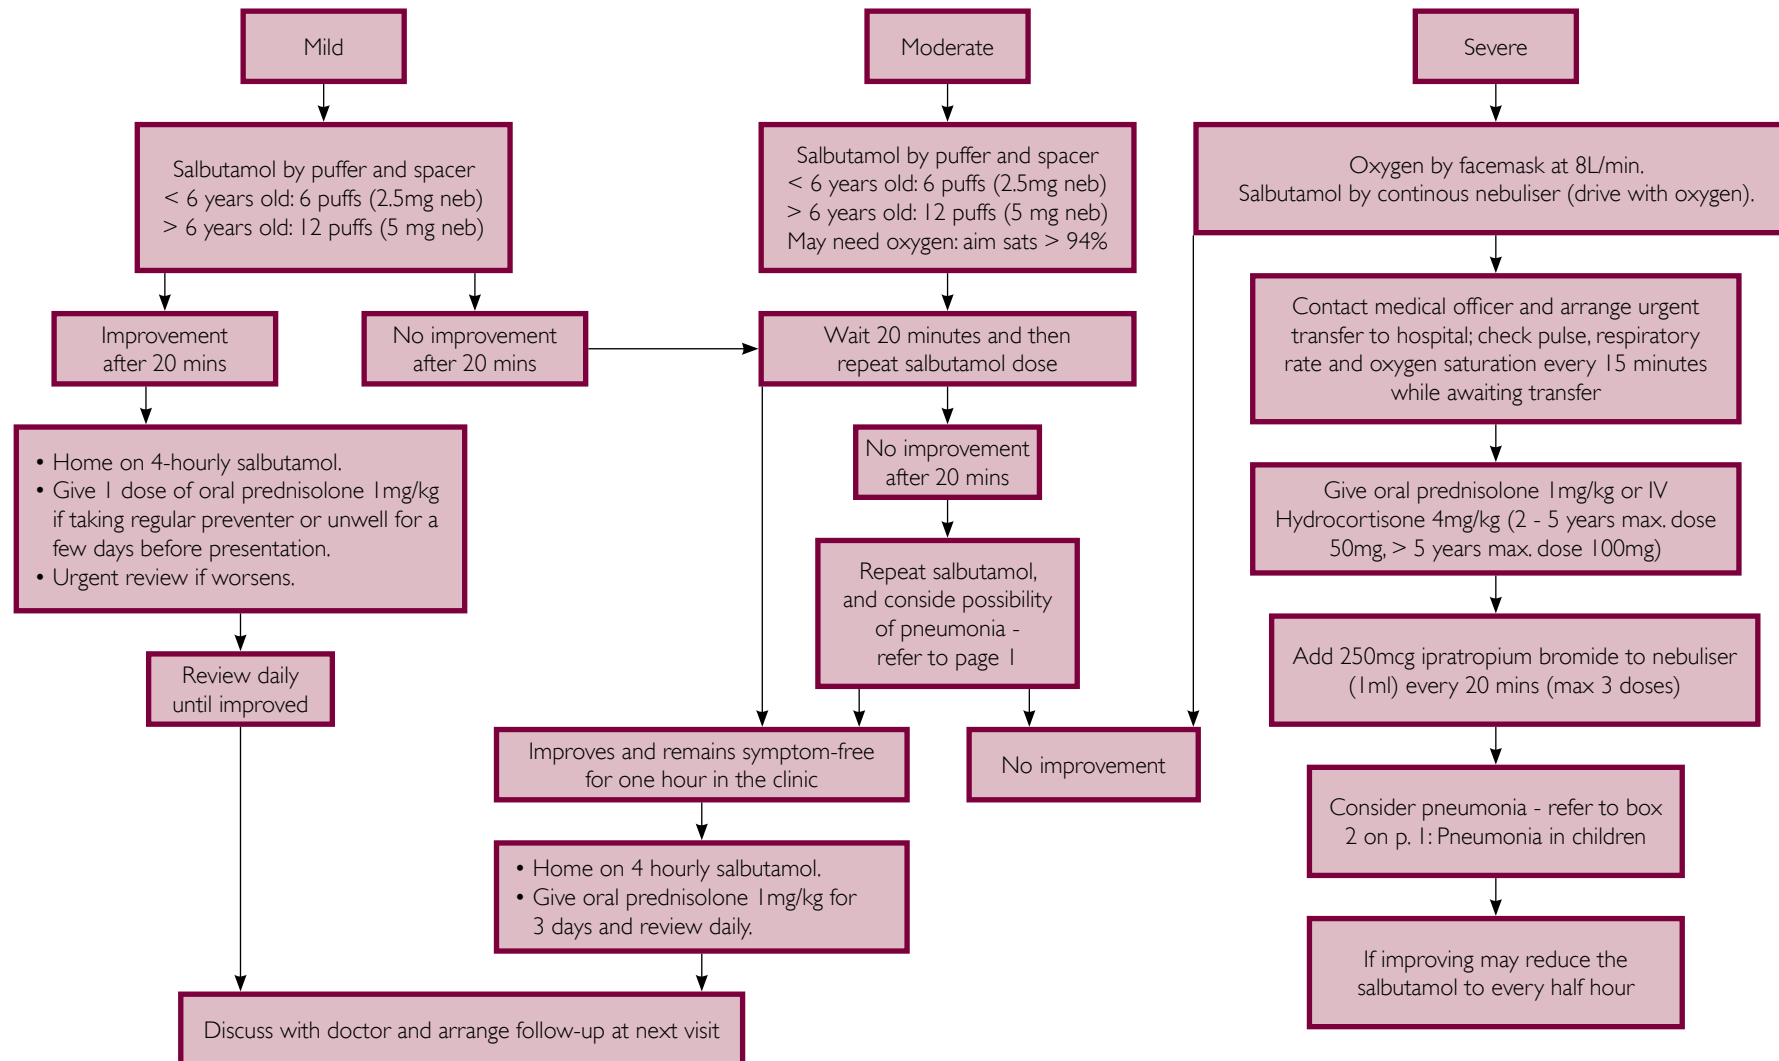 Mild
Moderate
Severe
Salbutamol by puffer and spacer
< 6 years old: 6 puffs (2.5mg neb)
> 6 years old: 12 puffs (5 mg neb)
Salbutamol by puffer and spacer
< 6 years old: 6 puffs (2.5mg neb)
> 6 years old: 12 puffs (5 mg neb)
May need oxygen: aim sats > 94%
Oxygen by facemask at 8L/min.
Salbutamol by continous nebuliser (drive with oxygen).
Improvement
after 20 mins
No improvement
after 20 mins
Wait 20 minutes and then
repeat salbutamol dose
Contact medical officer and arrange urgent
transfer to hospital; check pulse, respiratory
rate and oxygen saturation every 15 minutes
while awaiting transfer
• Home on 4-hourly salbutamol.
• Give 1 dose of oral prednisolone 1mg/kg
if taking regular preventer or unwell for a
few days before presentation.
• Urgent review if worsens.
No improvement
after 20 mins
Give oral prednisolone 1mg/kg or IV
Hydrocortisone 4mg/kg (2 - 5 years max. dose
50mg, > 5 years max. dose 100mg)
Repeat salbutamol,
and conside possibility
of pneumonia -
refer to page 1
Review daily
until improved
Add 250mcg ipratropium bromide to nebuliser
(1ml) every 20 mins (max 3 doses)
Improves and remains symptom-free
for one hour in the clinic
No improvement
Consider pneumonia - refer to box
2 on p. 1: Pneumonia in children
• Home on 4 hourly salbutamol.
• Give oral prednisolone 1mg/kg for
3 days and review daily.
If improving may reduce the
salbutamol to every half hour
Discuss with doctor and arrange follow-up at next visit